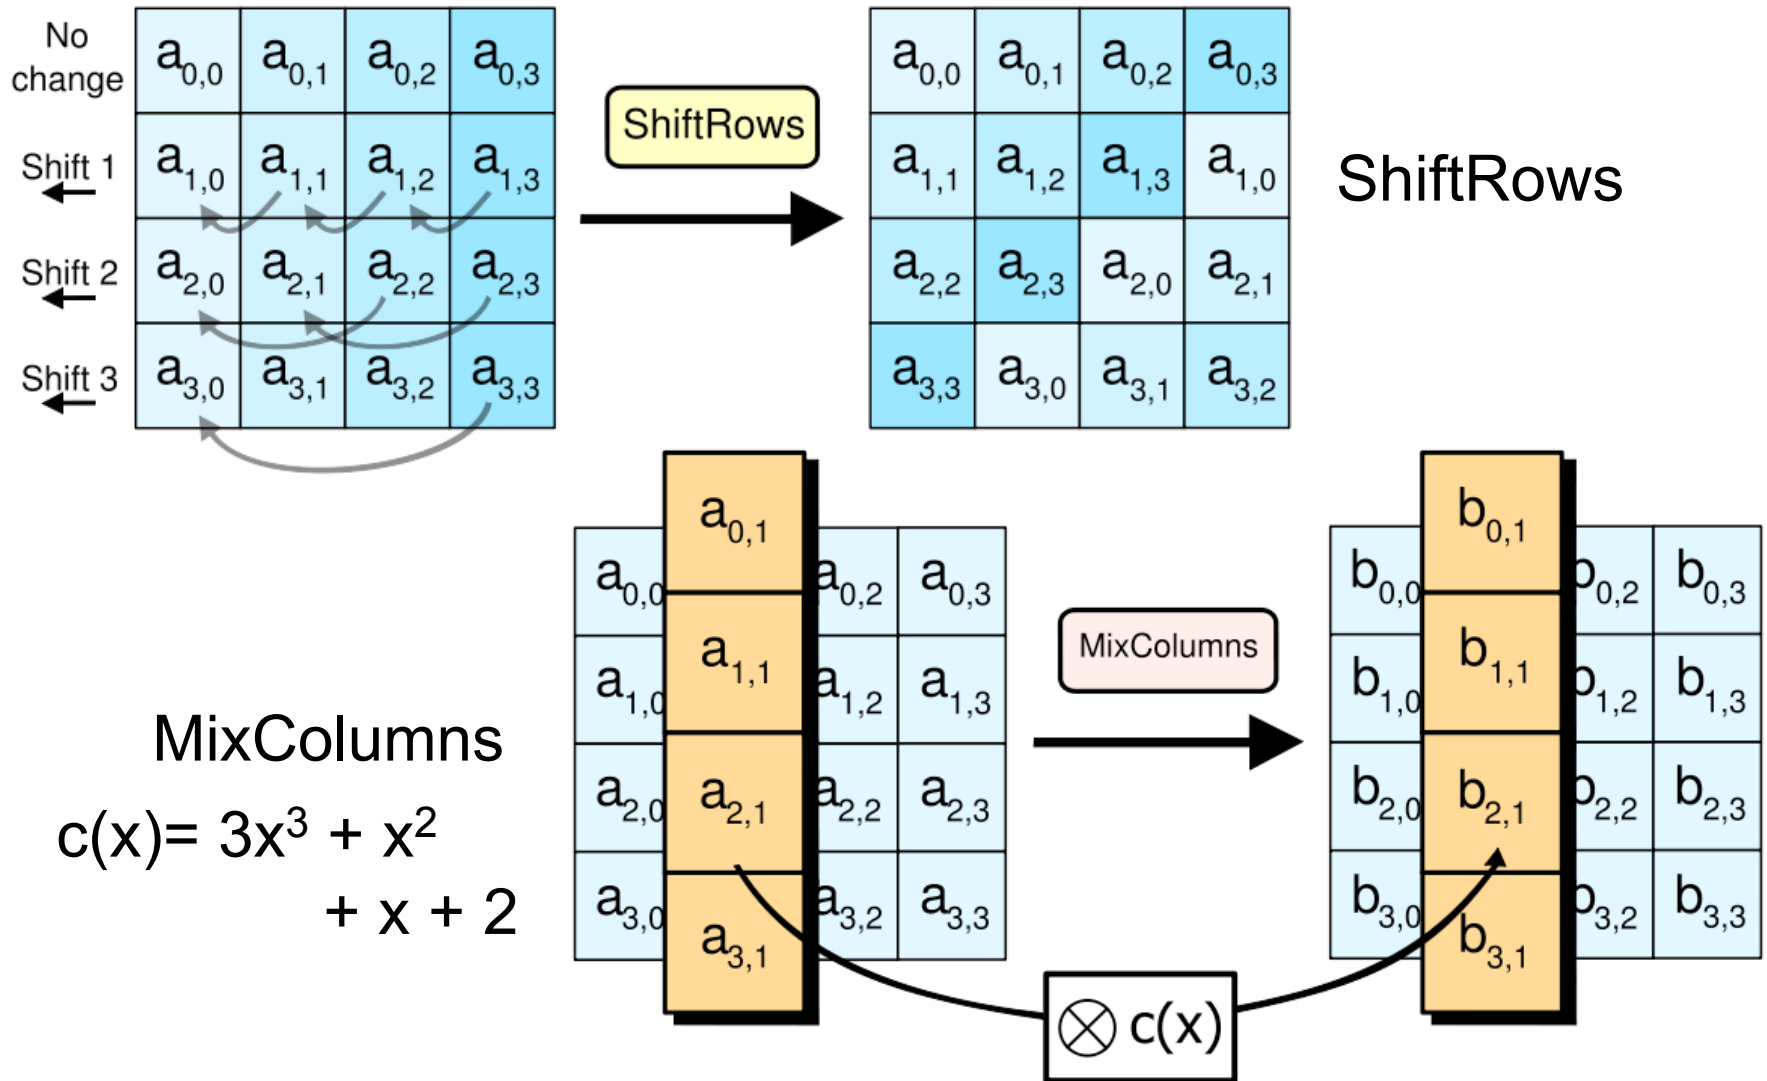 No
change
a0,0 a0,1 a0,2 a0,3
Shift 1
a1,0 a1,1 a1,2 a1,3
Shift 2
a2,0 a2,1 a2,2 a2,3
Shift 3
a3,0 a3,1 a3,2 a3,3
ShiftRows
a0,0 a0,1 a0,2 a0,3
a1,1 a1,2 a1,3 a1,0
a2,2 a2,3 a2,0 a2,1
a3,3 a3,0 a3,1 a3,2
ShiftRows
MixColumns
c(x)= 3x³ + x²
+ x + 2
a0,0 a0,1 a0,2 a0,3
a1,0 a1,1 a1,2 a1,3
a2,0 a2,1 a2,2 a2,3
a3,0 a3,1 a3,2 a3,3
MixColumns
b0,0 b0,1 b0,2 b0,3
b1,0 b1,1 b1,2 b1,3
b2,0 b2,1 b2,2 b2,3
b3,0 b3,1 b3,2 b3,3
⊗ c(x)